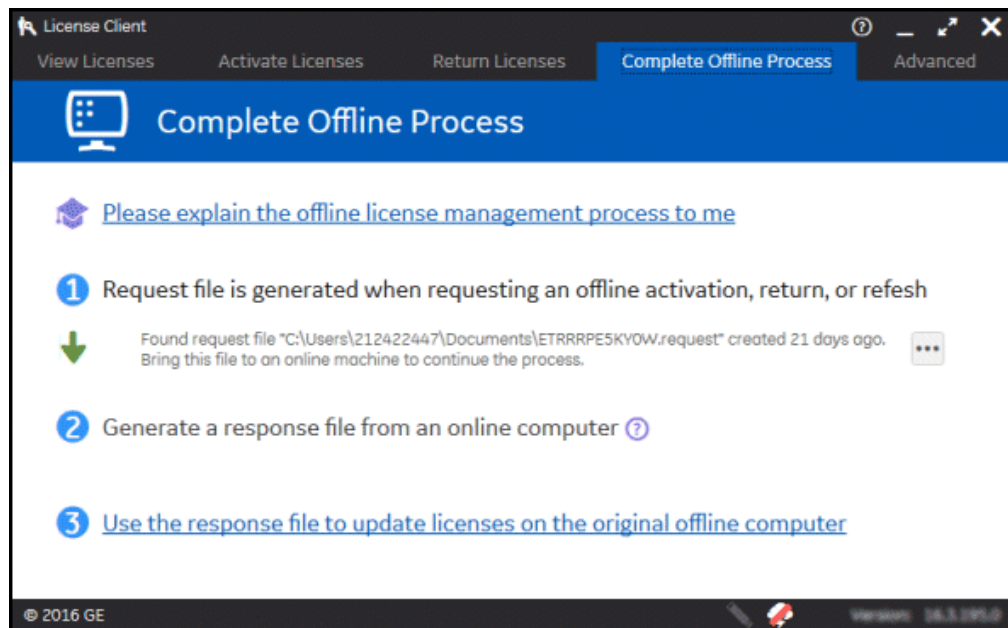 License Client
View Licenses Activate Licenses Return Licenses Complete Offline Process Advanced
Complete Offline Process
Please explain the offline license management process to me
1 Request file is generated when requesting an offline activation, return, or refesh
Found request file "C:\Users\212422447\Documents\ETRRRPE5KY0W.request" created 21 days ago.
Bring this file to an online machine to continue the process.
2 Generate a response file from an online computer ?
3 Use the response file to update licenses on the original offline computer
© 2016 GE